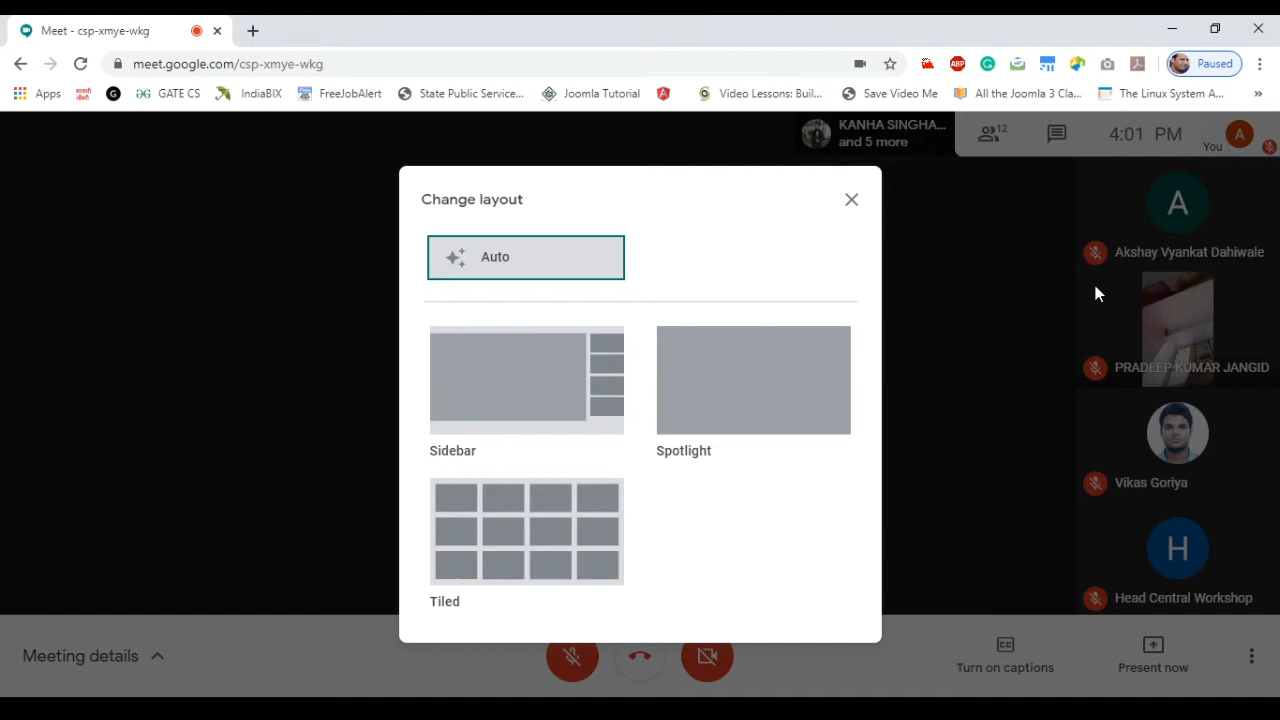 Meet - csp-xmye-wkg
meet.google.com/csp-xmye-wkg
ABP
Paused
Apps
GATE CS
IndiaBIX
FreeJobAlert
State Public Service...
Joomla Tutorial
Video Lessons: Buil...
Save Video Me
All the Joomla 3 Cla...
The Linux System A...
KANHA SINGHA...
and 5 more
12
4:01 PM
You
A
Change layout
Auto
Sidebar
Spotlight
Tiled
A
Akshay Vyankat Dahiwale
PRADEEP KUMAR JANGID
Vikas Goriya
H
Head Central Workshop
Meeting details
CC
Turn on captions
Present now